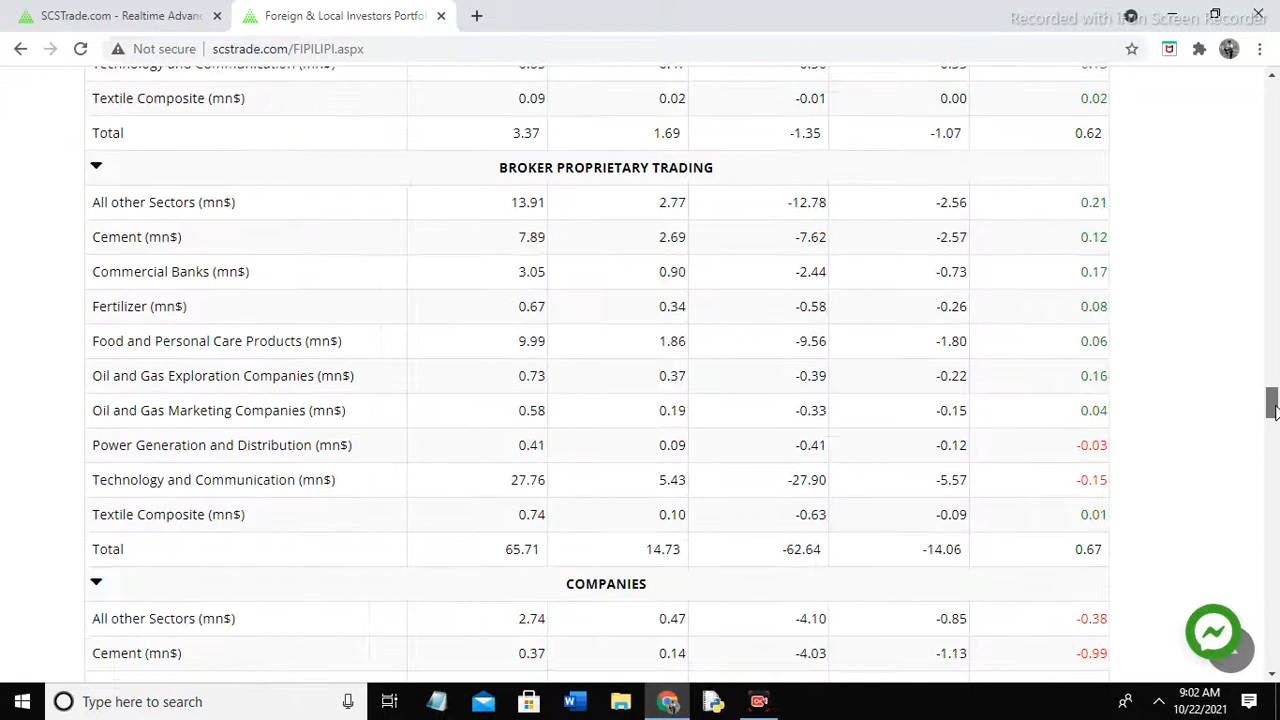 SCSTrade.com - Realtime Advanc
Foreign & Local Investors Portfol
Recorded with iFun Screen Recorder
Not secure scstrade.com/FIPILIPI.aspx
Technology and Communication (mn$)
Textile Composite (mn$) 0.09 0.02 -0.01 0.00 0.02
Total 3.37 1.69 -1.35 -1.07 0.62
BROKER PROPRIETARY TRADING
All other Sectors (mn$) 13.91 2.77 -12.78 -2.56 0.21
Cement (mn$) 7.89 2.69 -7.62 -2.57 0.12
Commercial Banks (mn$) 3.05 0.90 -2.44 -0.73 0.17
Fertilizer (mn$) 0.67 0.34 -0.58 -0.26 0.08
Food and Personal Care Products (mn$) 9.99 1.86 -9.56 -1.80 0.06
Oil and Gas Exploration Companies (mn$) 0.73 0.37 -0.39 -0.22 0.16
Oil and Gas Marketing Companies (mn$) 0.58 0.19 -0.33 -0.15 0.04
Power Generation and Distribution (mn$) 0.41 0.09 -0.41 -0.12 -0.03
Technology and Communication (mn$) 27.76 5.43 -27.90 -5.57 -0.15
Textile Composite (mn$) 0.74 0.10 -0.63 -0.09 0.01
Total 65.71 14.73 -62.64 -14.06 0.67
COMPANIES
All other Sectors (mn$) 2.74 0.47 -4.10 -0.85 -0.38
Cement (mn$) 0.37 0.14 -4.03 -1.13 -0.99
Type here to search
9:02 AM
10/22/2021